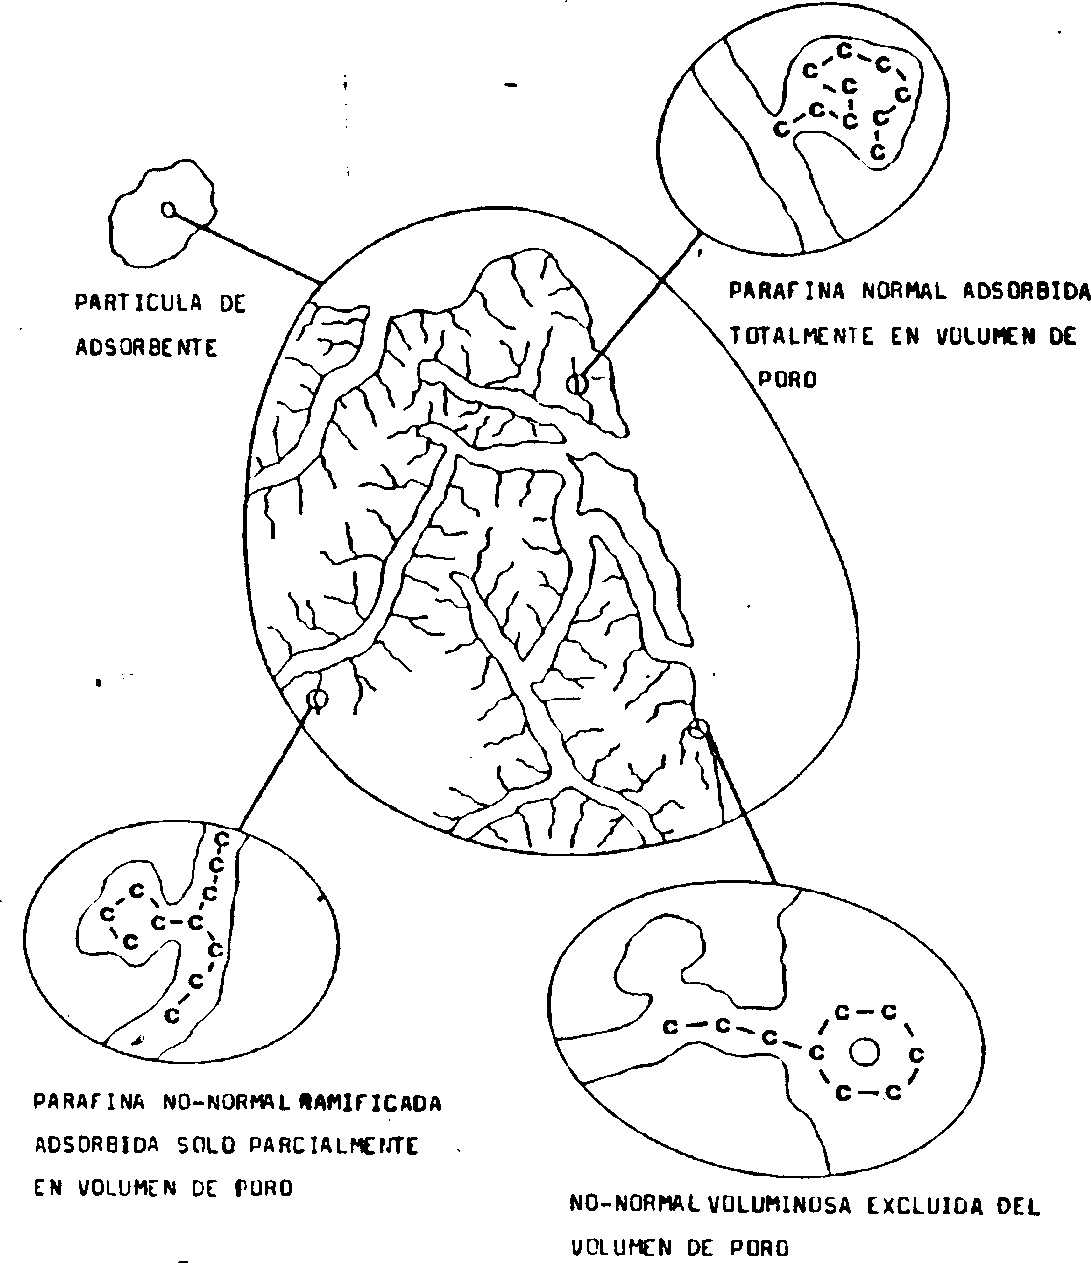 C C C
C
C C
C C C C
C
PARTICULA DE
ADSORBENTE
PARAFINA NORMAL ADSORBIDA
TOTALMENTE EN VOLUMEN DE
PORO
C
C
C C
C C C
C C
C
C
C C
C C C C C
C C
PARAFINA NO-NORMAL RAMIFICADA
ADSORBIDA SOLO PARCIALMENTE
EN VOLUMEN DE PORO
NO-NORMAL VOLUMINOSA EXCLUIDA DEL
VOLUMEN DE PORO